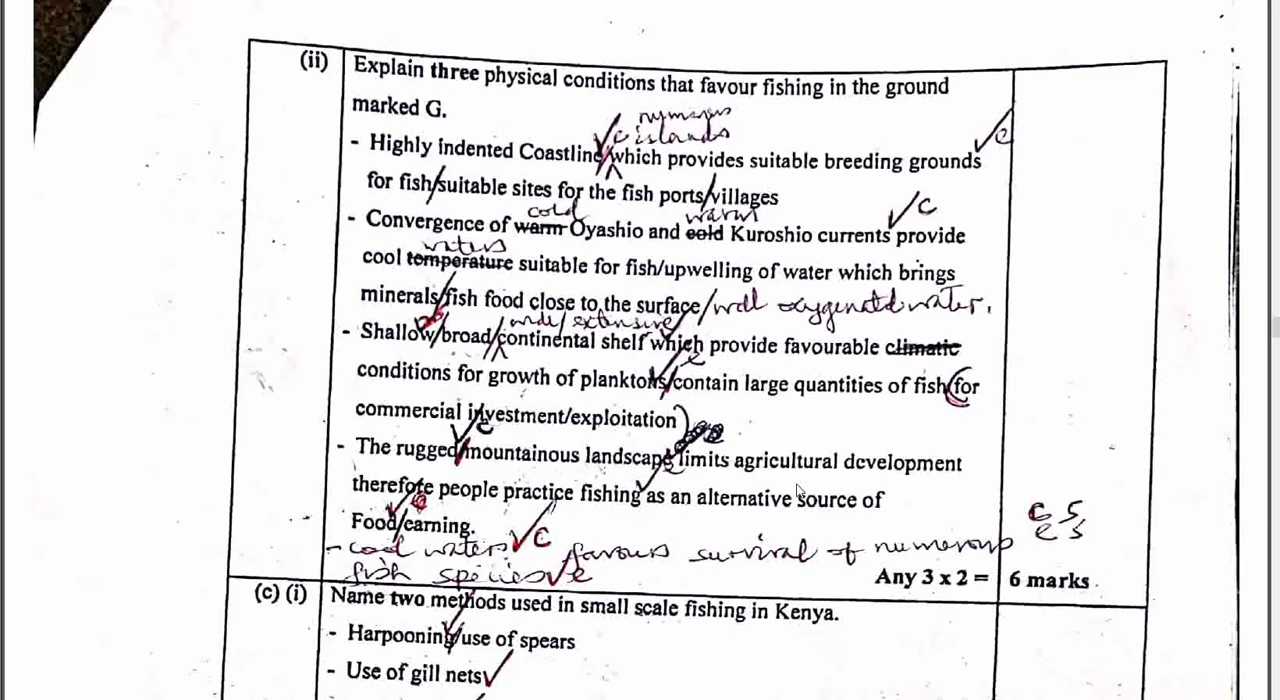 (ii) Explain three physical conditions that favour fishing in the ground
marked G.
numerous
islands
- Highly indented Coastline/which provides suitable breeding grounds
for fish/suitable sites for the fish ports/villages
cold warm
- Convergence of warm Oyashio and cold Kuroshio currents provide
waters
cool temperature suitable for fish/upwelling of water which brings
minerals/fish food close to the surface/well oxygenated water.
wide/extensive
- Shallow/broad/continental shelf which provide favourable climatic
conditions for growth of planktons/contain large quantities of fish (for
commercial investment/exploitation)
- The rugged/mountainous landscape limits agricultural development
therefore people practice fishing as an alternative source of
Food/earning.
- cool waters favours survival of numerous
fish species
C 3
e 3
Any 3 x 2 = 6 marks
(c) (i) Name two methods used in small scale fishing in Kenya.
- Harpooning/use of spears
- Use of gill nets